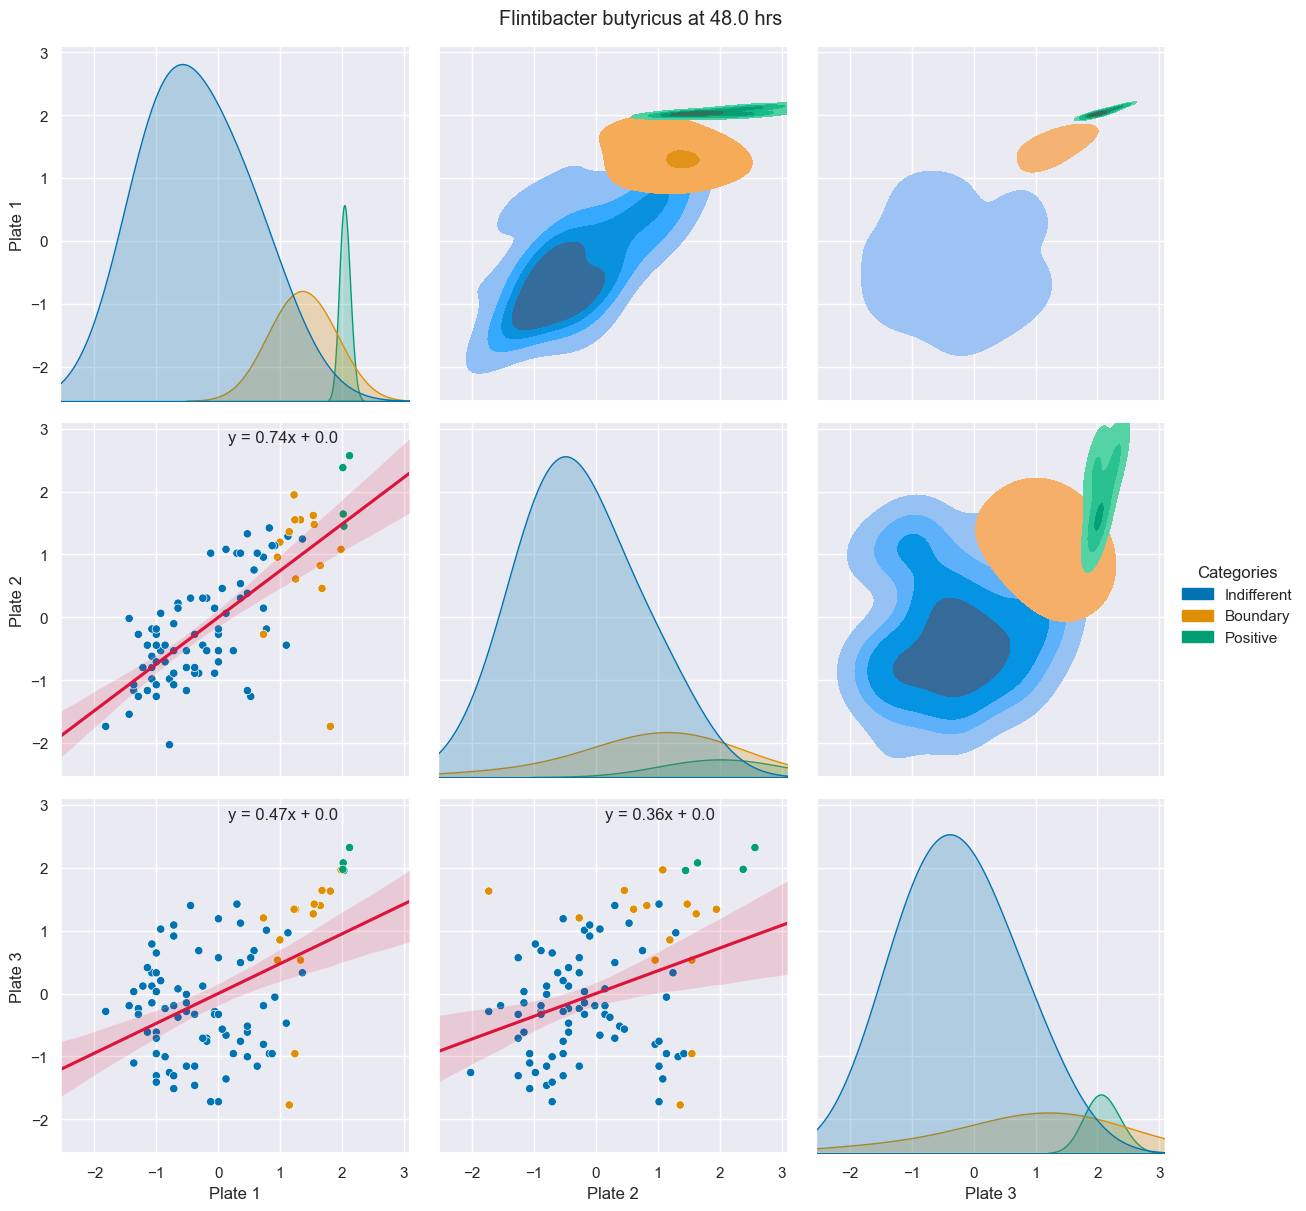 Flintibacter butyricus at 48.0 hrs
3
2
1
0
−1
−2
Plate 1
y = 0.74x + 0.0
3
2
1
0
−1
−2
Plate 2
Categories
Indifferent
Boundary
Positive
y = 0.47x + 0.0
y = 0.36x + 0.0
3
2
1
0
−1
−2
Plate 3
−2 −1 0 1 2 3
−2 −1 0 1 2 3
−2 −1 0 1 2 3
Plate 1
Plate 2
Plate 3